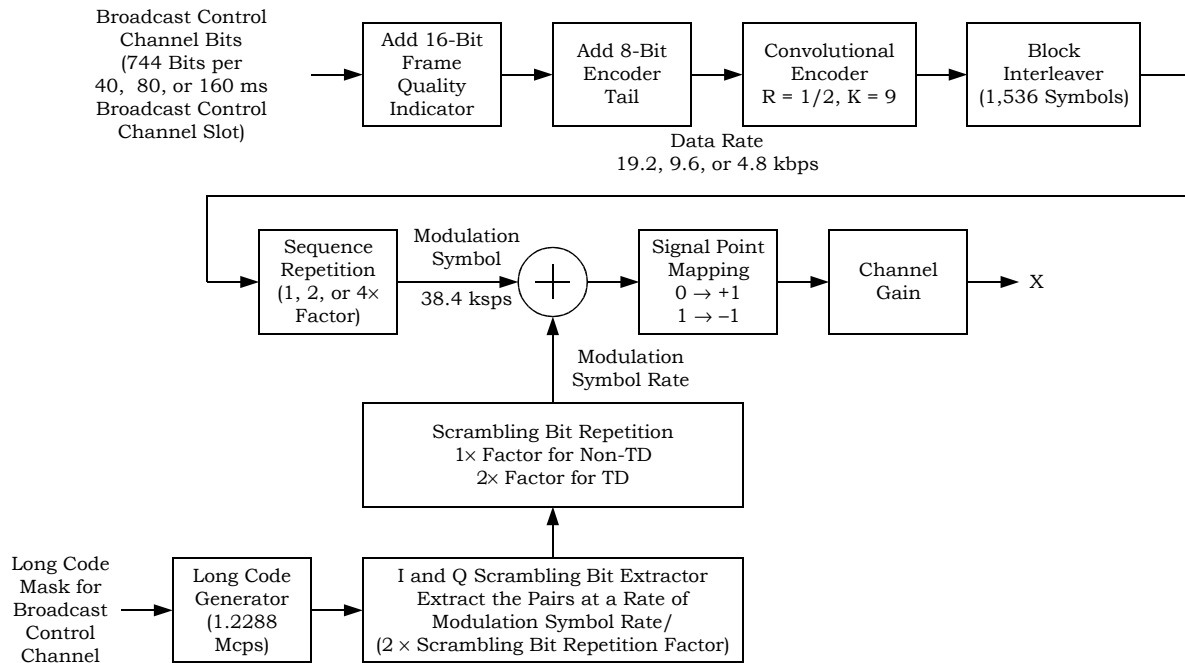 Broadcast Control
Channel Bits
(744 Bits per
40, 80, or 160 ms
Broadcast Control
Channel Slot)
Add 16-Bit
Frame
Quality
Indicator
Add 8-Bit
Encoder
Tail
Convolutional
Encoder
R = 1/2, K = 9
Block
Interleaver
(1,536 Symbols)
Data Rate
19.2, 9.6, or 4.8 kbps
Sequence
Repetition
(1, 2, or 4×
Factor)
Modulation
Symbol
38.4 ksps
Signal Point
Mapping
0 → +1
1 → –1
Channel
Gain
X
Modulation
Symbol Rate
Scrambling Bit Repetition
1× Factor for Non-TD
2× Factor for TD
Long Code
Mask for
Broadcast
Control
Channel
Long Code
Generator
(1.2288
Mcps)
I and Q Scrambling Bit Extractor
Extract the Pairs at a Rate of
Modulation Symbol Rate/
(2 × Scrambling Bit Repetition Factor)